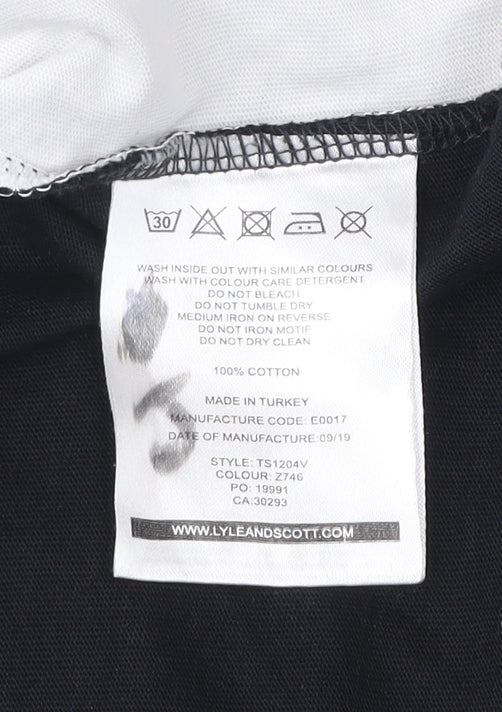 30
WASH INSIDE OUT WITH SIMILAR COLOURS
WASH WITH COLOUR CARE DETERGENT
DO NOT BLEACH
DO NOT TUMBLE DRY
MEDIUM IRON ON REVERSE
DO NOT IRON MOTIF
DO NOT DRY CLEAN
100% COTTON
MADE IN TURKEY
MANUFACTURE CODE: E0017
DATE OF MANUFACTURE:09/19
STYLE: TS1204V
COLOUR: Z746
PO: 19991
CA:30293
WWW.LYLEANDSCOTT.COM